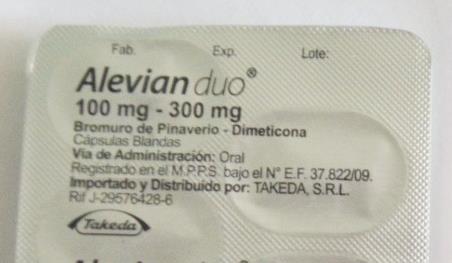 Fab. Exp. Lote:
Alevian duo®
100 mg - 300 mg
Bromuro de Pinaverio - Dimeticona
Cápsulas Blandas
Via de Administración: Oral
Registrado en el M.P.P.S. bajo el N° E.F. 37.822/09.
Importado y Distribuido por: TAKEDA, S.R.L.
Rif J-29576428-6
Takeda